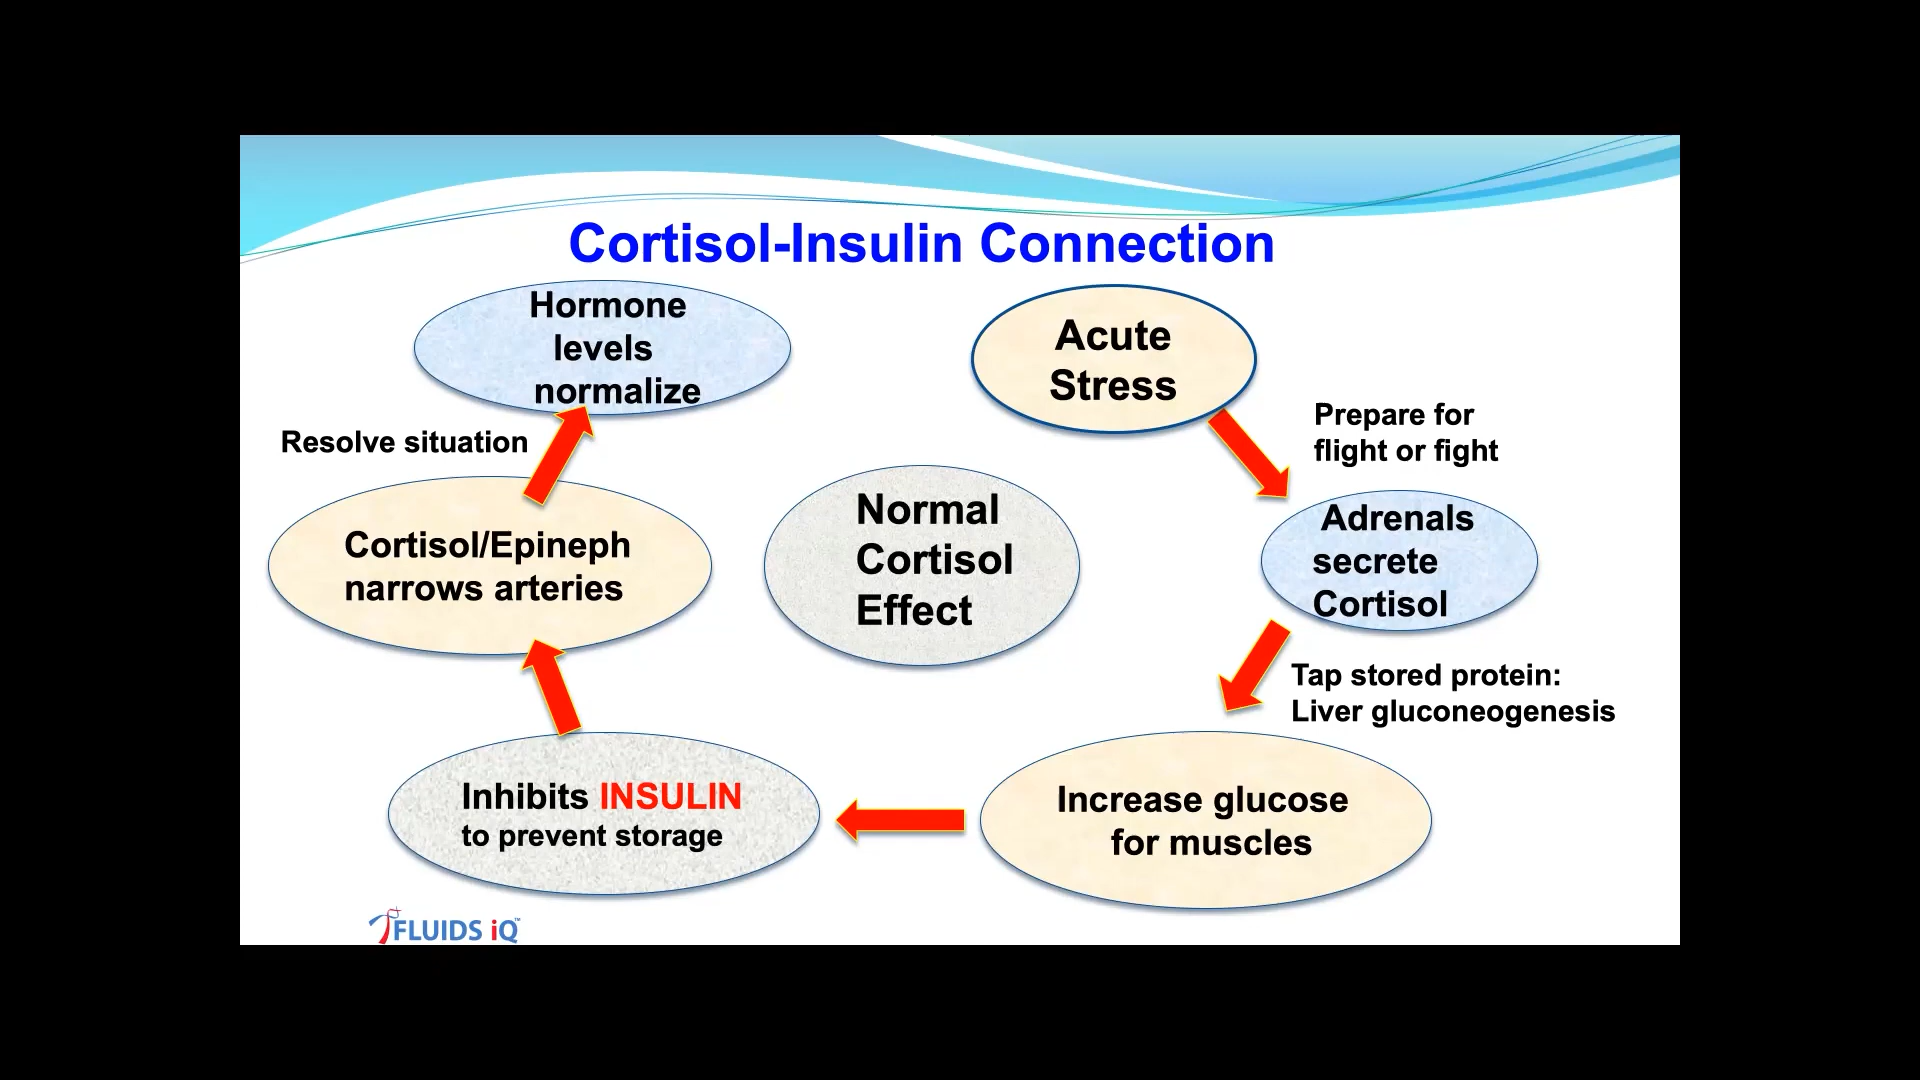 Cortisol-Insulin Connection
Hormone
levels
normalize
Acute
Stress
Prepare for
flight or fight
Resolve situation
Normal
Cortisol
Effect
Adrenals
secrete
Cortisol
Cortisol/Epineph
narrows arteries
Tap stored protein:
Liver gluconeogenesis
Inhibits INSULIN
to prevent storage
Increase glucose
for muscles
FLUIDS iQ™